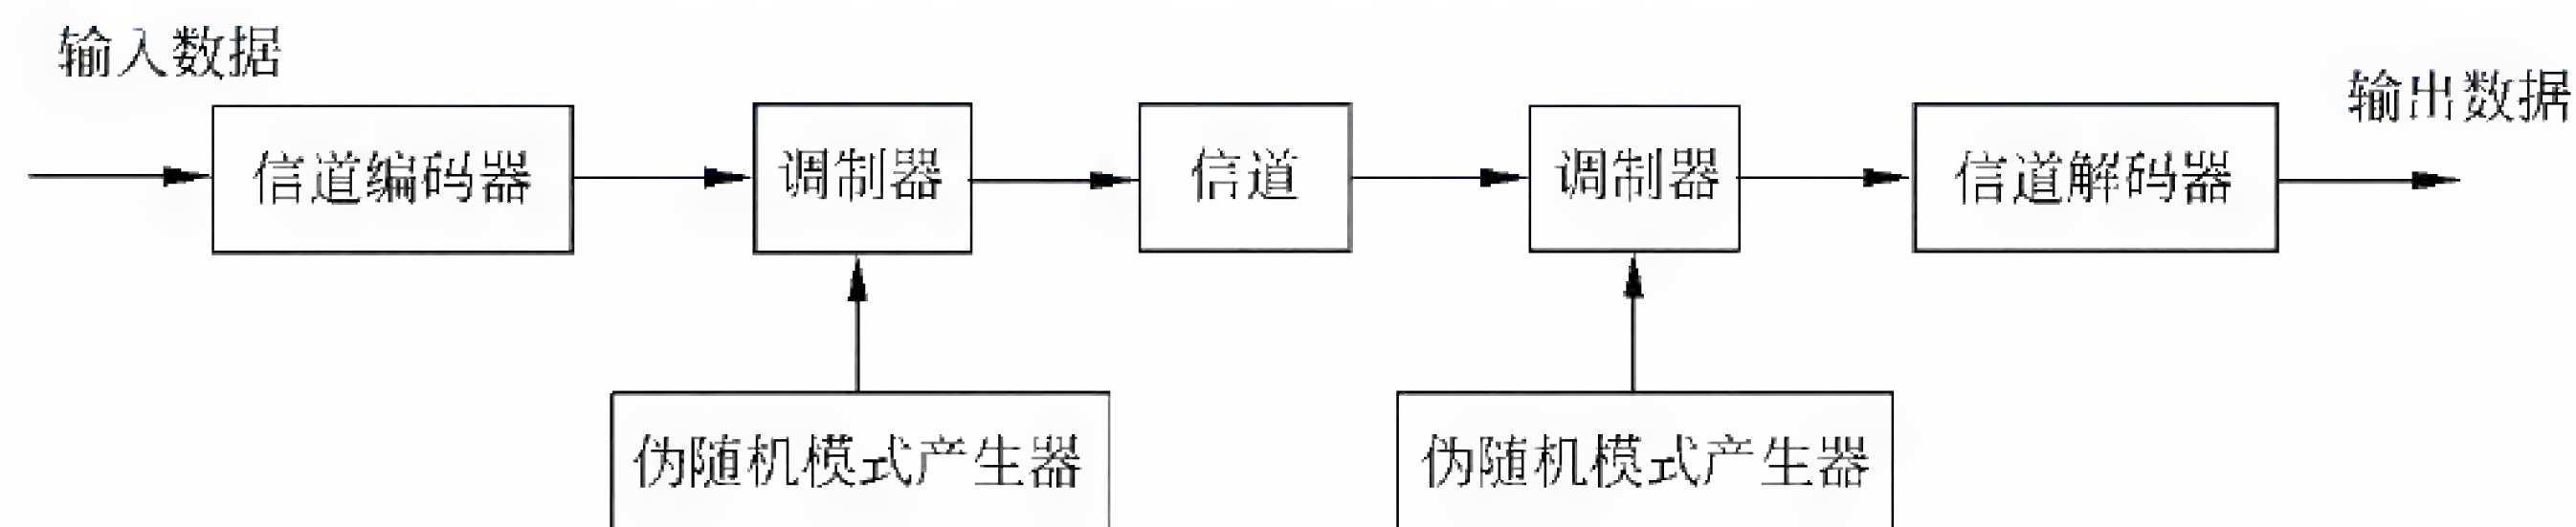 输入数据
输出数据
信道编码器
调制器
信道
调制器
信道解码器
伪随机模式产生器
伪随机模式产生器